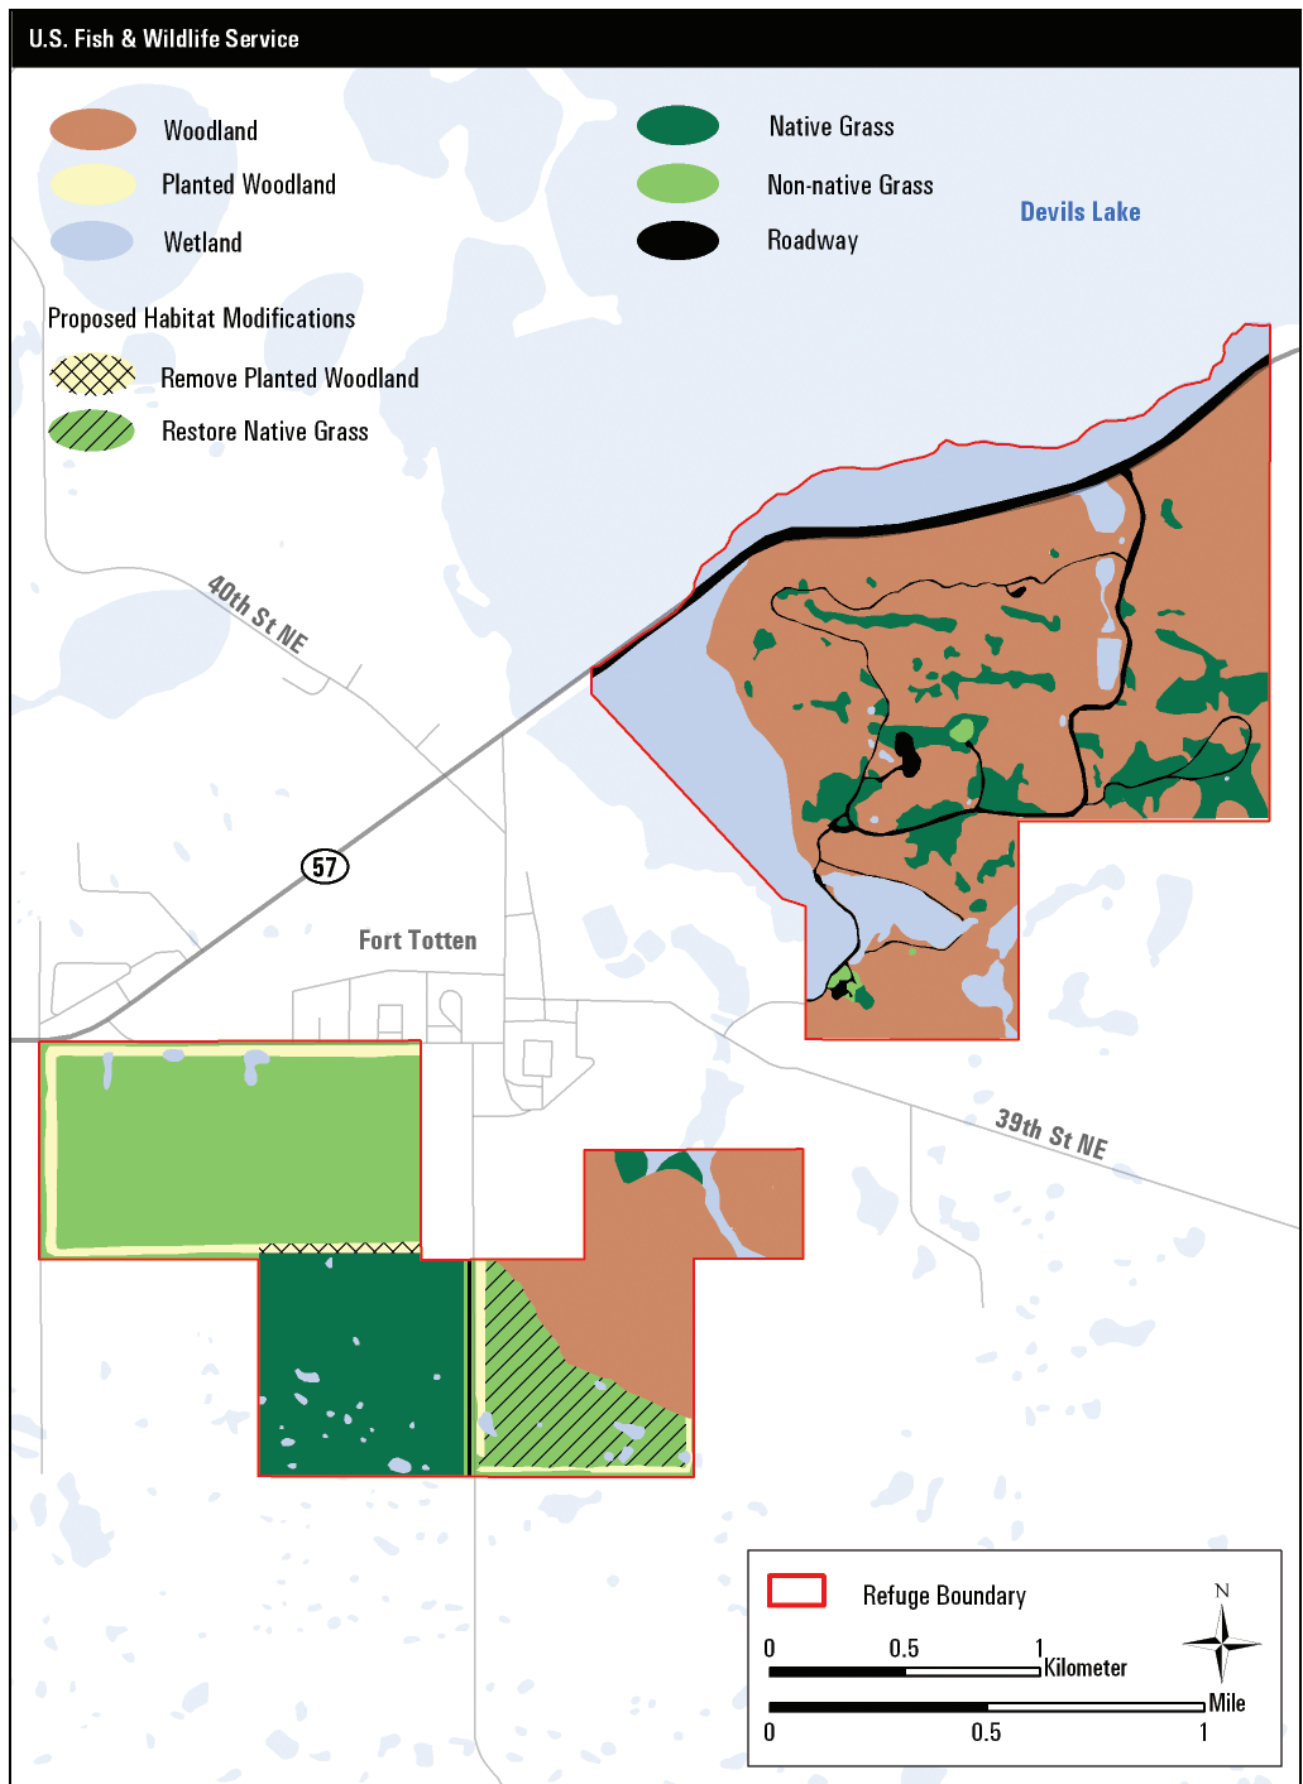 U.S. Fish & Wildlife Service
Woodland
Planted Woodland
Wetland
Native Grass
Non-native Grass
Roadway
Devils Lake
Proposed Habitat Modifications
Remove Planted Woodland
Restore Native Grass
40th St NE
57
Fort Totten
39th St NE
Refuge Boundary
N
0 0.5 1
Kilometer
Mile
0 0.5 1